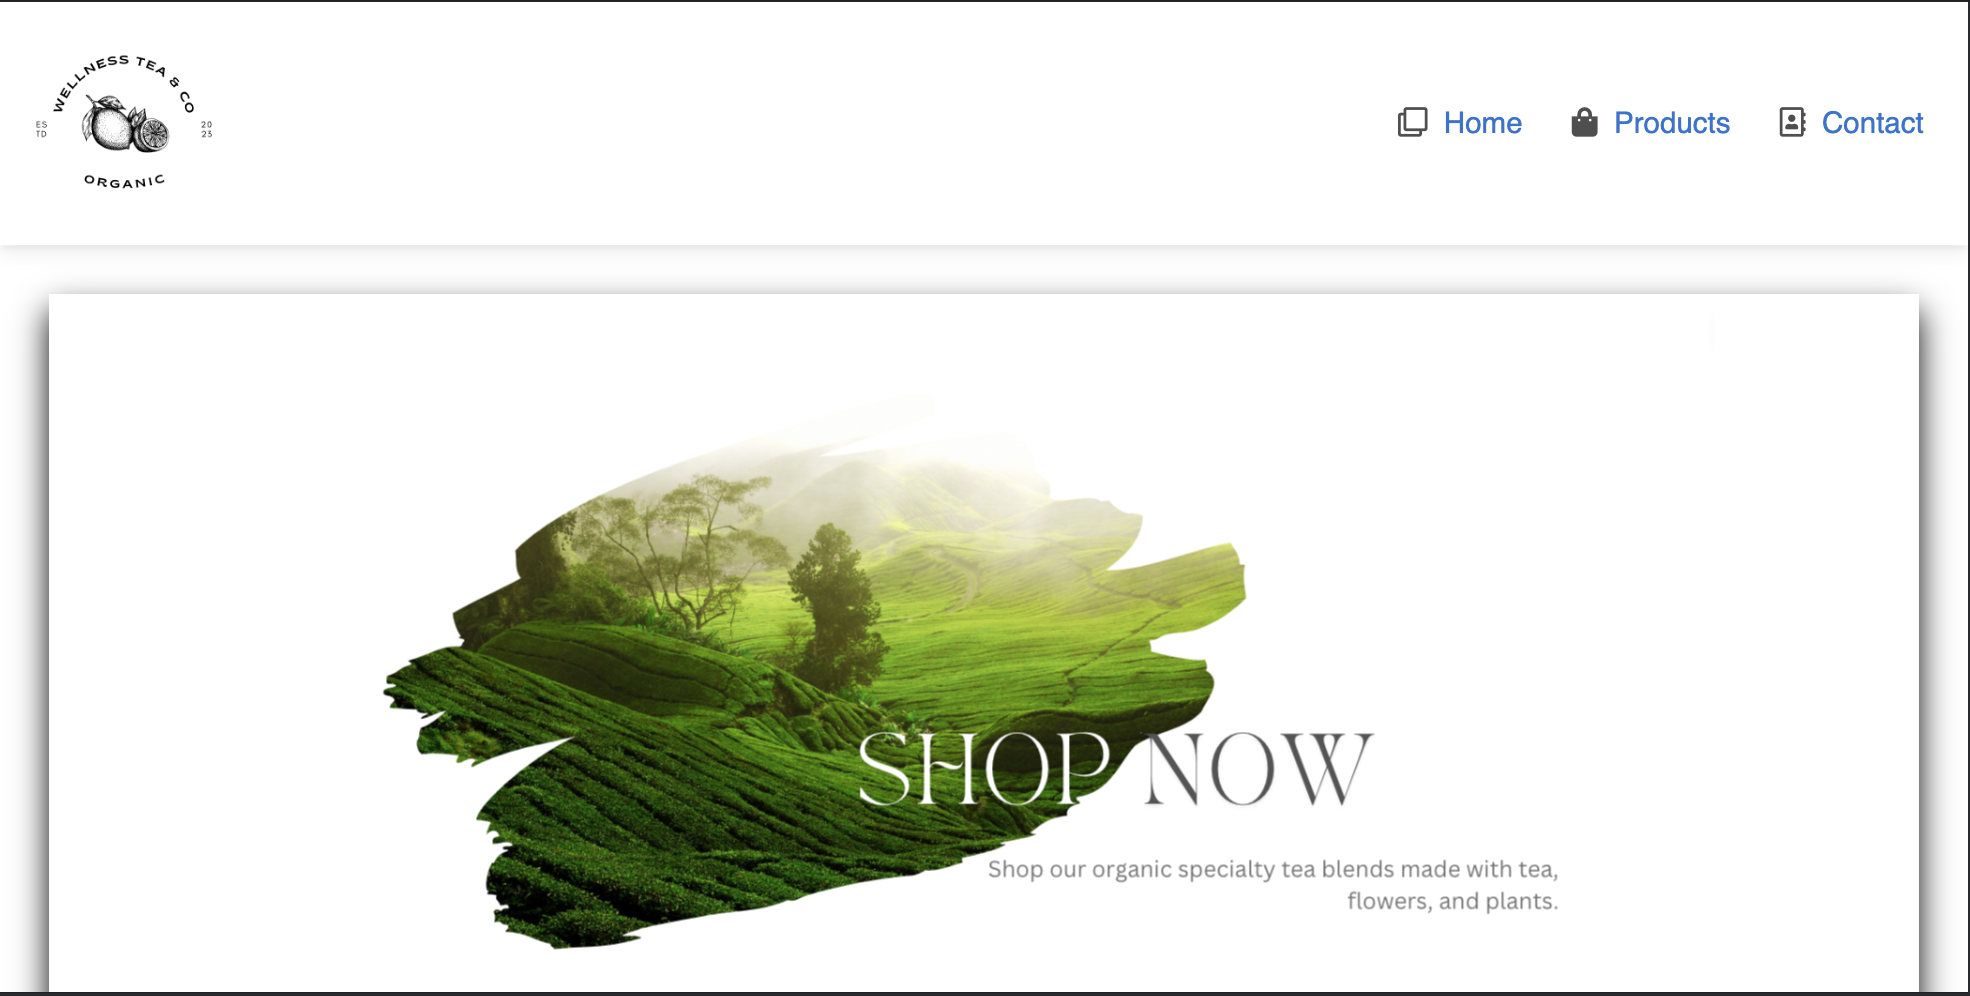 WELLNESS TEA & CO
ES
TD
20
23
ORGANIC
Home
Products
Contact
SHOP NOW
Shop our organic specialty tea blends made with tea,
flowers, and plants.